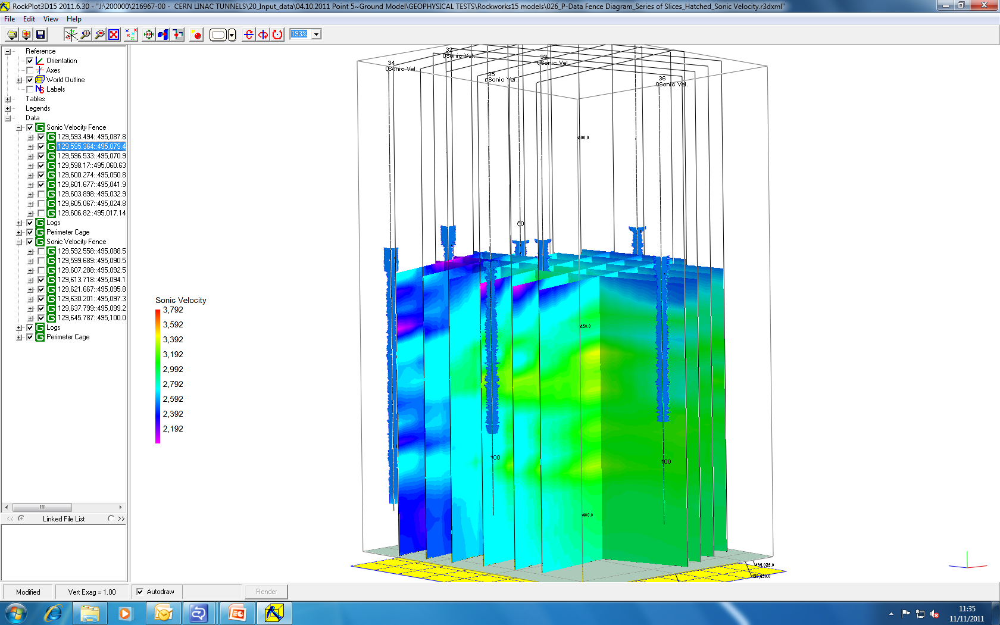 RockPlot3D15 2011.6.30 - "J:\200000\216967-00 - CERN LINAC TUNNELS\20_Input_data\04.10.2011 Point 5~Ground Model\GEOPHYSICAL TESTS\Rockworks15 models\026_P-Data Fence Diagram_Series of Slices_Hatched_Sonic Velocity.r3dxml"
File Edit View Help
193%
Reference
Orientation
Axes
World Outline
Labels
Tables
Legends
Data
Sonic Velocity Fence
129,593.494::495,087.8
129,595.364::495,079.4
129,596.533::495,070.9
129,598.17::495,060.63
129,600.274::495,050.8
129,601.677::495,041.9
129,603.898::495,032.9
129,605.067::495,024.8
129,606.82::495,017.14
Logs
Perimeter Cage
Sonic Velocity Fence
129,592.558::495,088.5
129,599.689::495,090.5
129,607.288::495,092.5
129,613.718::495,094.1
129,621.667::495,095.8
129,630.201::495,097.3
129,637.799::495,099.2
129,645.787::495,100.0
Logs
Perimeter Cage
<< Linked File List >>
34
0Sonic Vel.
32
0Sonic Vel.
33
0Sonic Vel.
35
0Sonic Vel.
36
0Sonic Vel.
500.0
50
450.0
100
100
400.0
495,025.0
129,650.0
Sonic Velocity
3,792
3,592
3,392
3,192
2,992
2,792
2,592
2,392
2,192
Modified
Vert Exag = 1.00
Autodraw
Render
11:35
11/11/2011